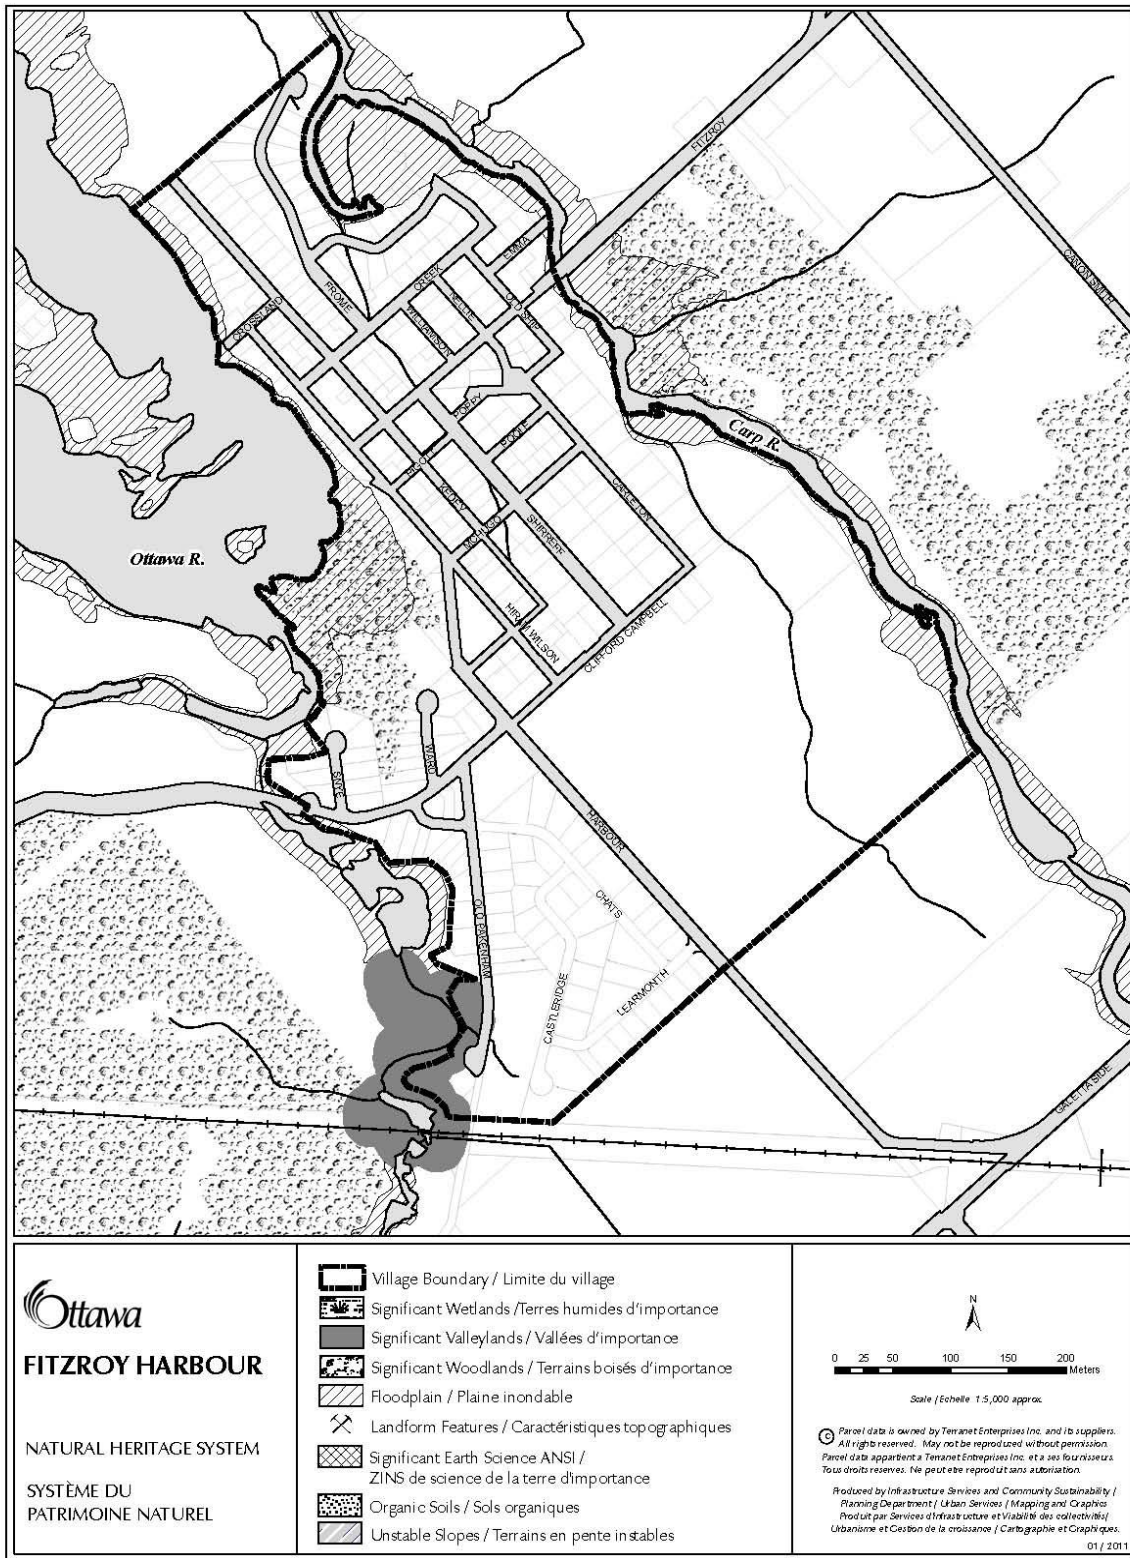 FITZROY
CANON SMITH
EMMA
CREEK
NELLIE
OLD SHIP
FROME
WILLIAMSON
CROSSLAND
POPPY
POOLE
Carp R.
KEDEY
CARLETON
MCHUGO
SHIRREFF
Ottawa R.
HIRAM WILSON
CLIFFORD CAMPBELL
WARD
SNYE
HARBOUR
CHATS
OLD PAKENHAM
LEARMONTH
CASTLERIDGE
GALETTA SIDE
Ottawa
FITZROY HARBOUR
NATURAL HERITAGE SYSTEM
SYSTÈME DU
PATRIMOINE NATUREL
Village Boundary / Limite du village
Significant Wetlands /Terres humides d'importance
Significant Valleylands / Vallées d'importance
Significant Woodlands / Terrains boisés d'importance
Floodplain / Plaine inondable
Landform Features / Caractéristiques topographiques
Significant Earth Science ANSI /
ZINS de science de la terre d'importance
Organic Soils / Sols organiques
Unstable Slopes / Terrains en pente instables
N
0 25 50 100 150 200
Meters
Scale / Echelle 1:5,000 approx.
© Parcel data is owned by Terranet Enterprises Inc. and its suppliers.
All rights reserved. May not be reproduced without permission.
Parcel data appartient a Teranet Entreprises Inc. et a ses fournisseurs.
Tous droits reserves. Ne peut etre reproduit sans autorisation.
Produced by Infrastructure Services and Community Sustainability /
Planning Department / Urban Services / Mapping and Graphics
Produit par Services d'infrastructure et Viabilité des collectivités/
Urbanisme et Gestion de la croissance / Cartographie et Graphiques.
01 / 2011